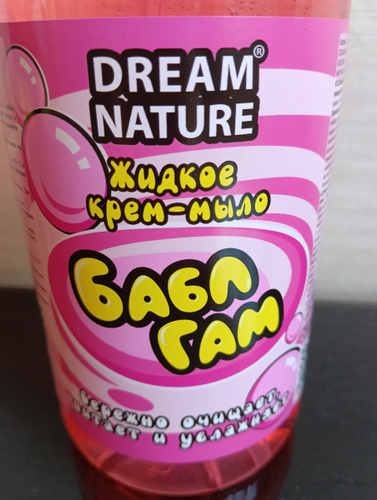 DREAM®
NATURE
Жидкое
крем-мыло
бабл
гам
бережно очищает,
питает и увлажняет